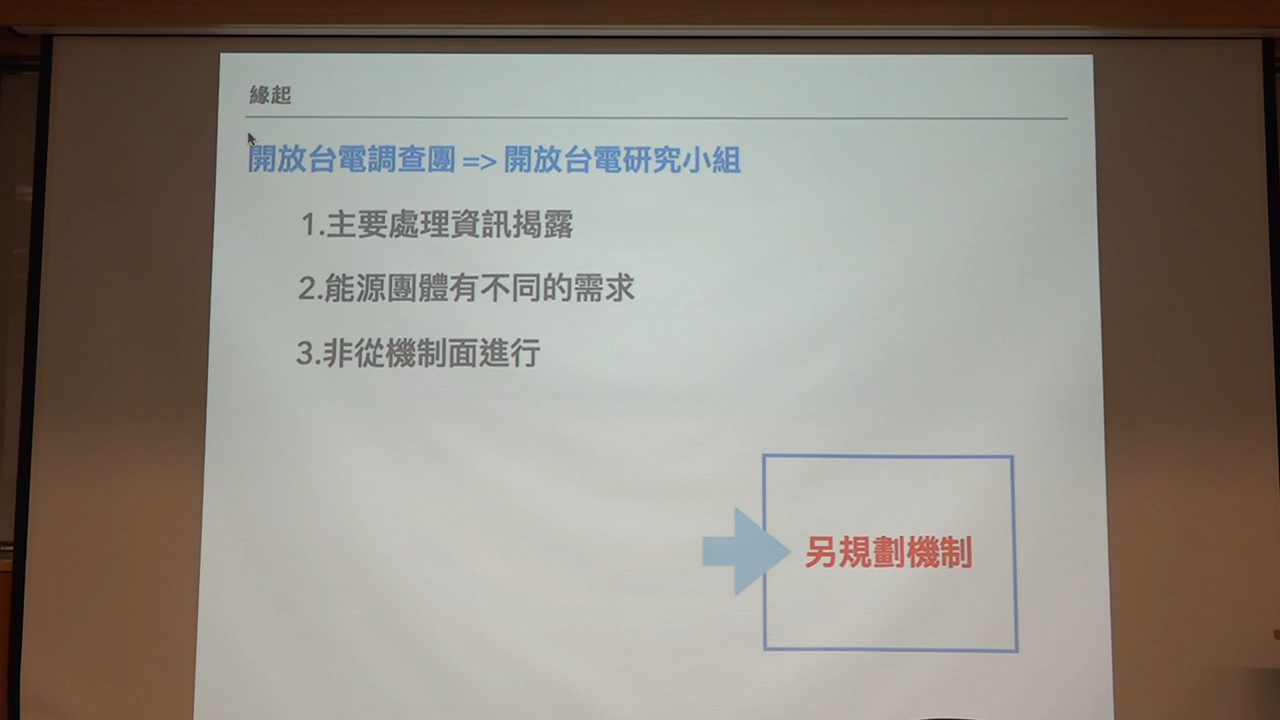 緣起
開放台電調查團 => 開放台電研究小組
1.主要處理資訊揭露
2.能源團體有不同的需求
3.非從機制面進行
另規劃機制